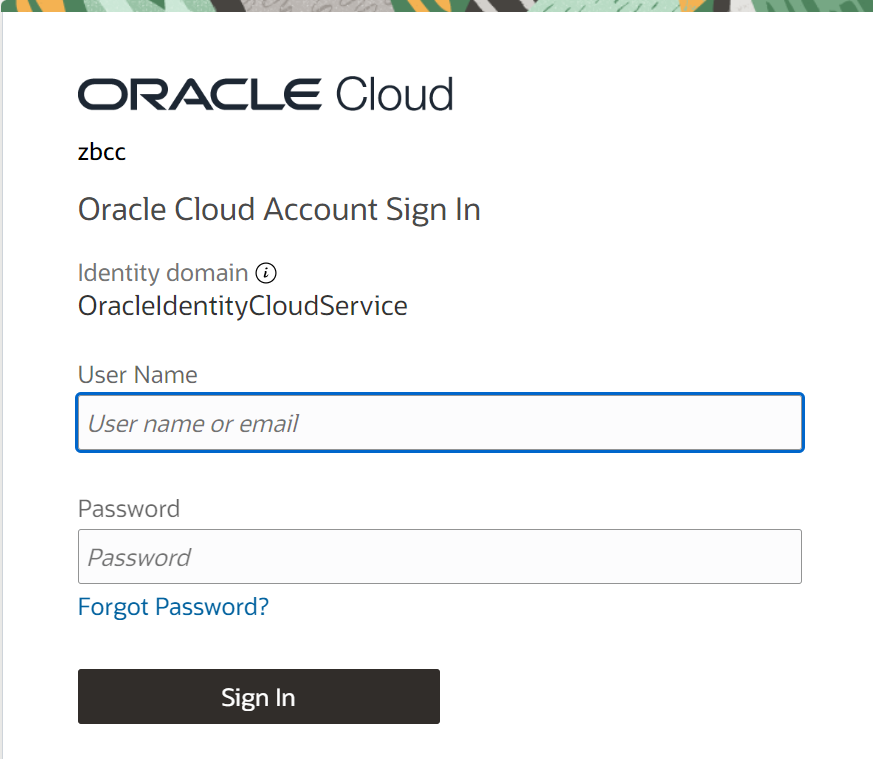 ORACLE Cloud
zbcc
Oracle Cloud Account Sign In
Identity domain i
OracleIdentityCloudService
User Name
User name or email
Password
Password
Forgot Password?
Sign In